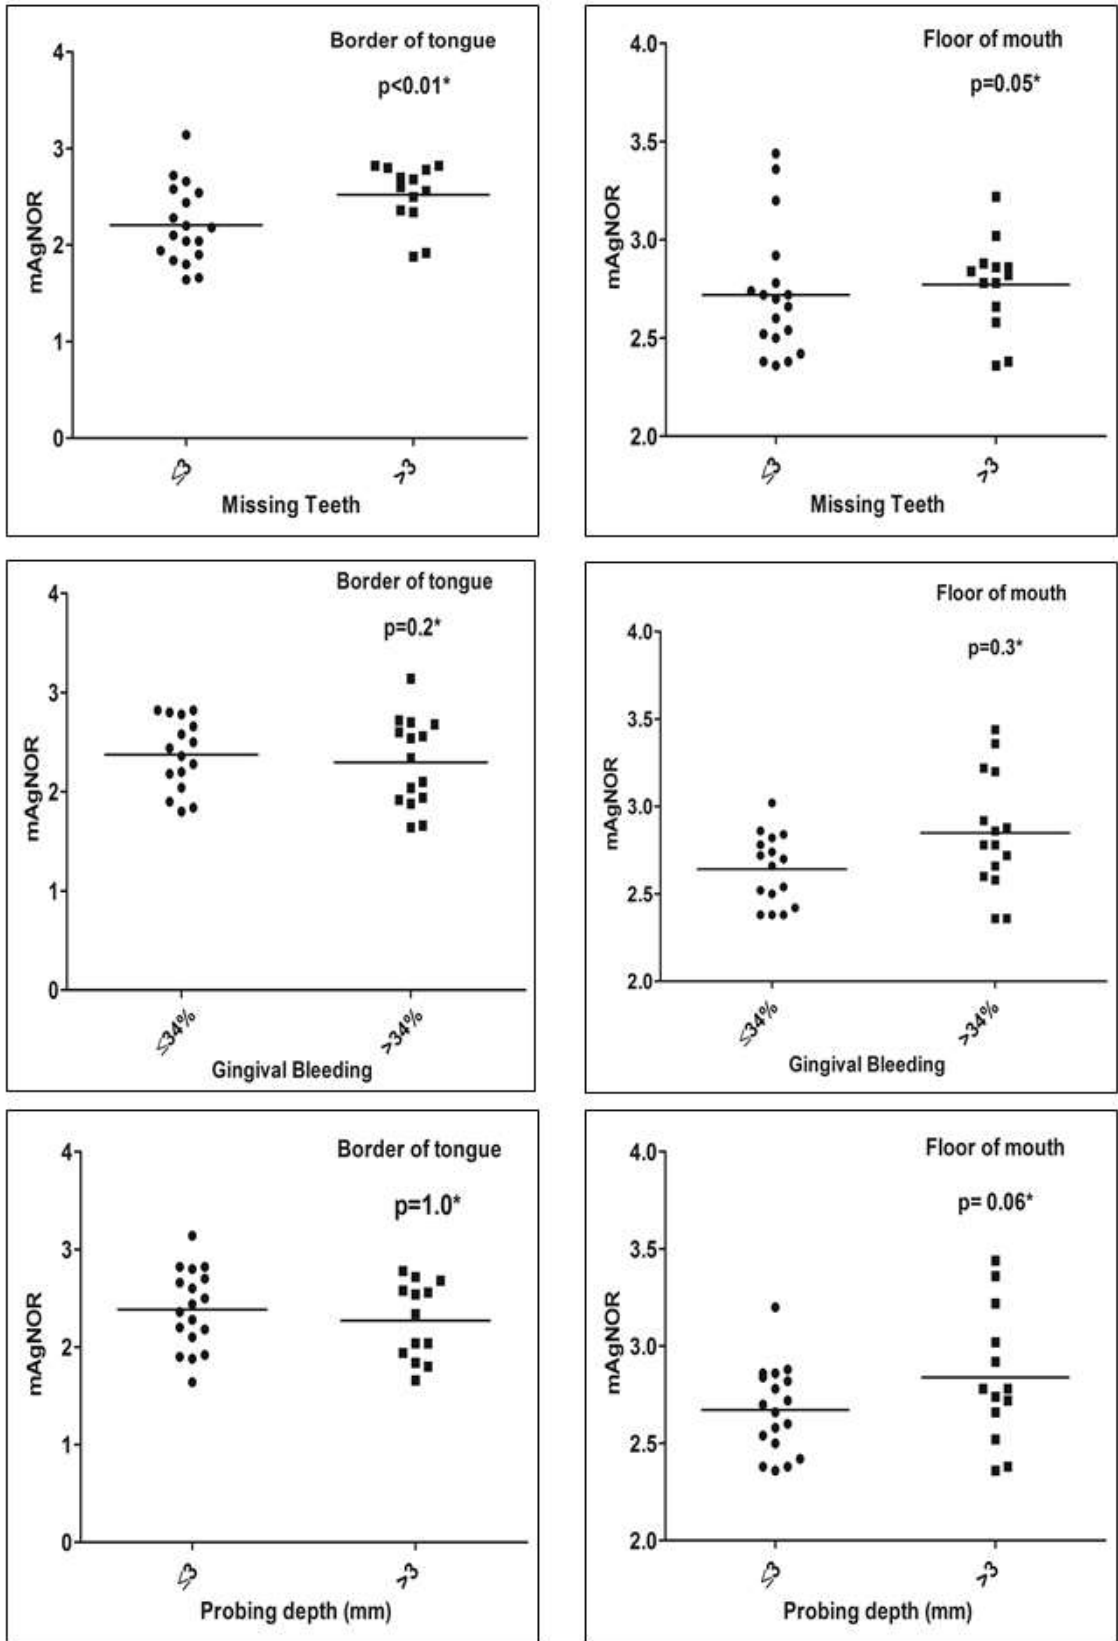 Border of tongue
p<0.01*
4
3
2
1
0
mAgNOR
≤3
>3
Missing Teeth
Floor of mouth
p=0.05*
4.0
3.5
3.0
2.5
2.0
mAgNOR
≤3
>3
Missing Teeth
Border of tongue
p=0.2*
4
3
2
1
0
mAgNOR
≤34%
>34%
Gingival Bleeding
Floor of mouth
p=0.3*
4.0
3.5
3.0
2.5
2.0
mAgNOR
≤34%
>34%
Gingival Bleeding
Border of tongue
p=1.0*
4
3
2
1
0
mAgNOR
≤3
>3
Probing depth (mm)
Floor of mouth
p= 0.06*
4.0
3.5
3.0
2.5
2.0
mAgNOR
≤3
>3
Probing depth (mm)